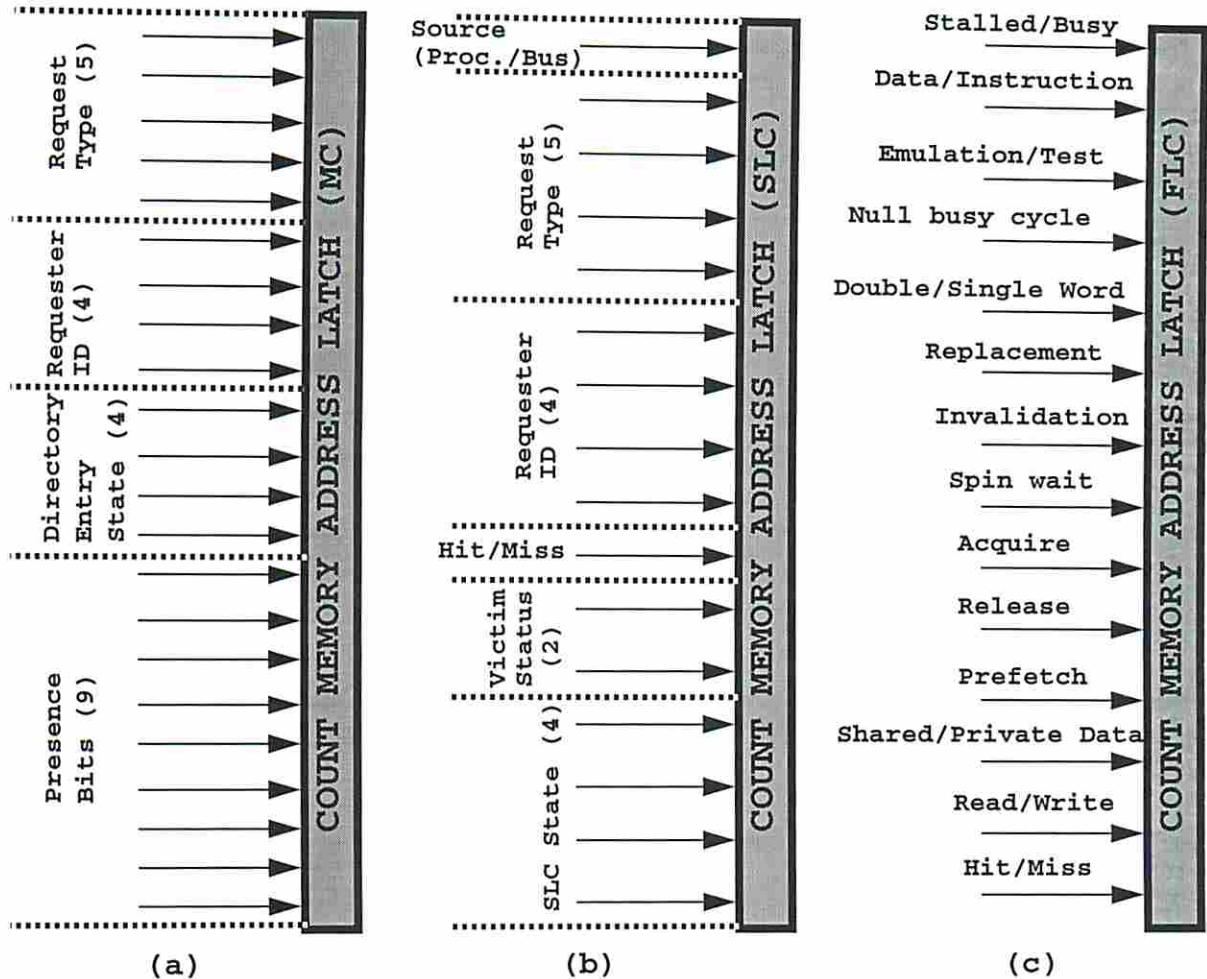 Request
Type (5)
Requester
ID (4)
Directory
Entry
State (4)
Presence
Bits (9)
COUNT MEMORY ADDRESS LATCH (MC)
(a)
Source
(Proc./Bus)
Request
Type (5)
Requester
ID (4)
Hit/Miss
Victim
Status
(2)
SLC State (4)
COUNT MEMORY ADDRESS LATCH (SLC)
(b)
Stalled/Busy
Data/Instruction
Emulation/Test
Null busy cycle
Double/Single Word
Replacement
Invalidation
Spin wait
Acquire
Release
Prefetch
Shared/Private Data
Read/Write
Hit/Miss
COUNT MEMORY ADDRESS LATCH (FLC)
(c)